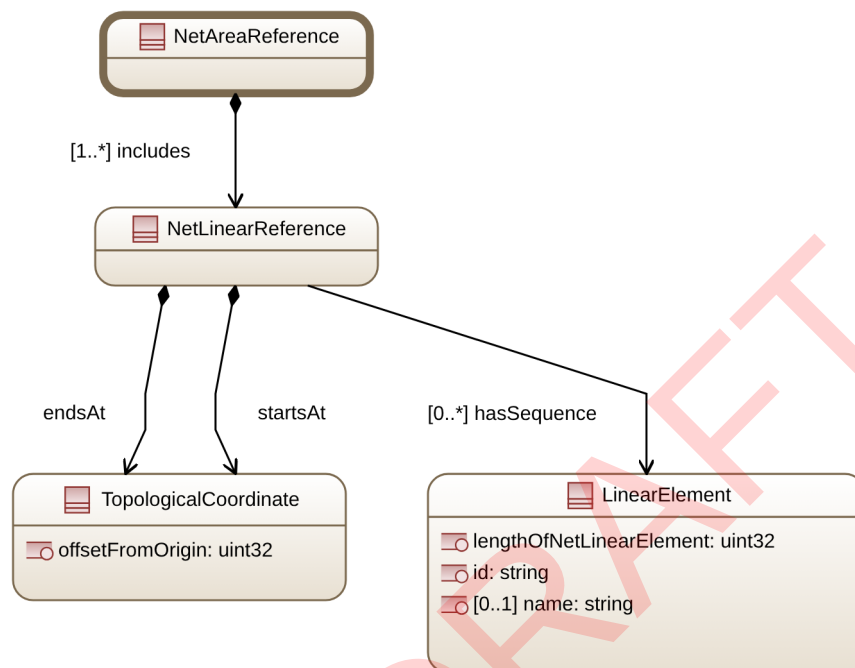 NetAreaReference
[1..*] includes
NetLinearReference
endsAt
startsAt
[0..*] hasSequence
TopologicalCoordinate
offsetFromOrigin: uint32
LinearElement
lengthOfNetLinearElement: uint32
id: string
[0..1] name: string
DRAFT